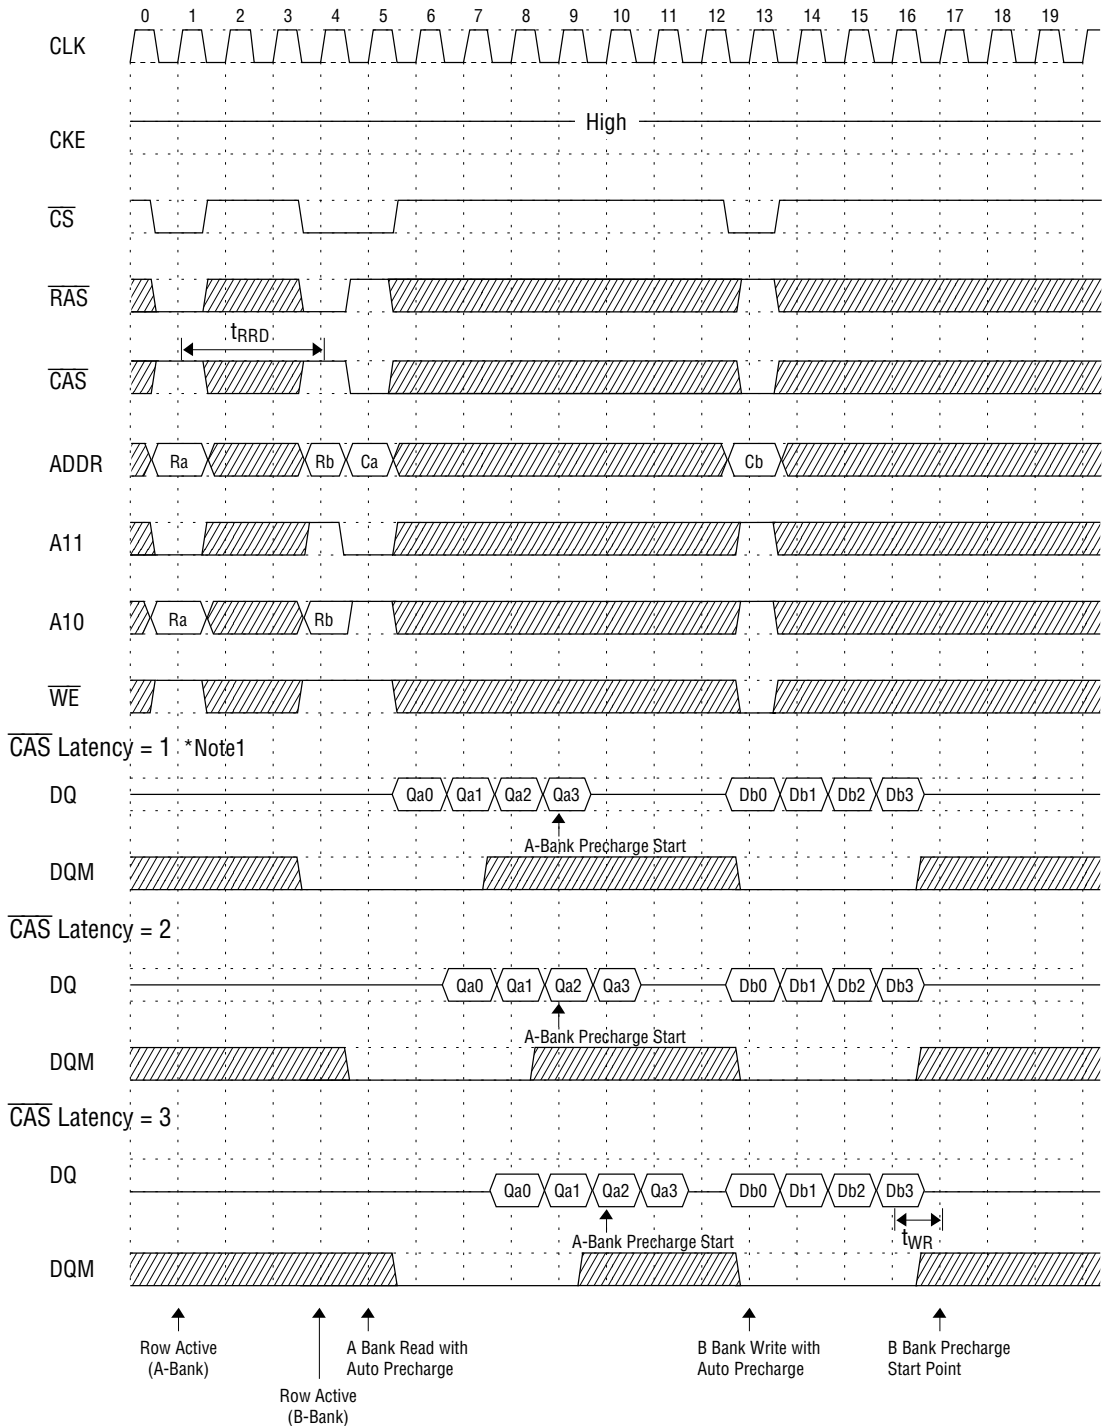 0 1 2 3 4 5 6 7 8 9 10 11 12 13 14 15 16 17 18 19
CLK
High
CKE
CS
RAS
tRRD
CAS
ADDR Ra Rb Ca Cb
A11
A10 Ra Rb
WE
CAS Latency = 1 *Note1
DQ Qa0 Qa1 Qa2 Qa3 Db0 Db1 Db2 Db3
A-Bank Precharge Start
DQM
CAS Latency = 2
DQ Qa0 Qa1 Qa2 Qa3 Db0 Db1 Db2 Db3
A-Bank Precharge Start
DQM
CAS Latency = 3
DQ Qa0 Qa1 Qa2 Qa3 Db0 Db1 Db2 Db3
A-Bank Precharge Start
tWR
DQM
Row Active
(A-Bank)
Row Active
(B-Bank)
A Bank Read with
Auto Precharge
B Bank Write with
Auto Precharge
B Bank Precharge
Start Point